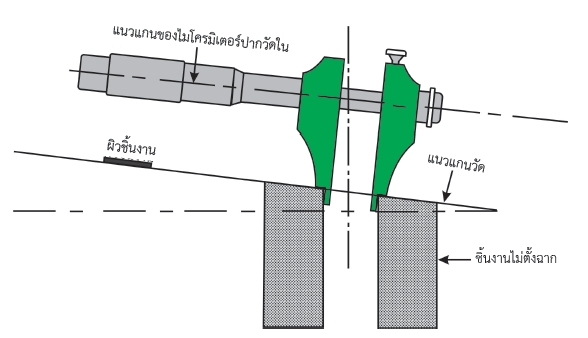 แนวแกนของไมโครมิเตอร์ปากวัดใน
ผิวชิ้นงาน
แนวแกนวัด
ชิ้นงานไม่ตั้งฉาก